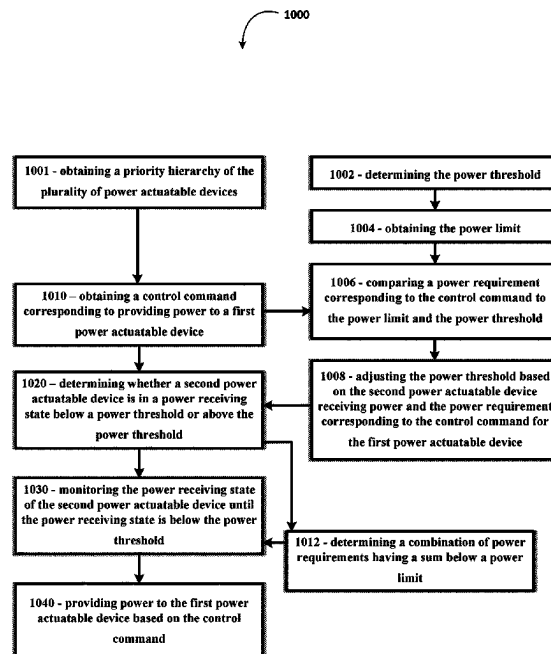 1000
1001 - obtaining a priority hierarchy of the
plurality of power actuatable devices
1002 - determining the power threshold
1004 - obtaining the power limit
1010 – obtaining a control command
corresponding to providing power to a first
power actuatable device
1006 - comparing a power requirement
corresponding to the control command to
the power limit and the power threshold
1020 – determining whether a second power
actuatable device is in a power receiving
state below a power threshold or above the
power threshold
1008 - adjusting the power threshold based
on the second power actuatable device
receiving power and the power requirement
corresponding to the control command for
the first power actuatable device
1030 - monitoring the power receiving state
of the second power actuatable device until
the power receiving state is below the power
threshold
1012 - determining a combination of power
requirements having a sum below a power
limit
1040 - providing power to the first power
actuatable device based on the control
command